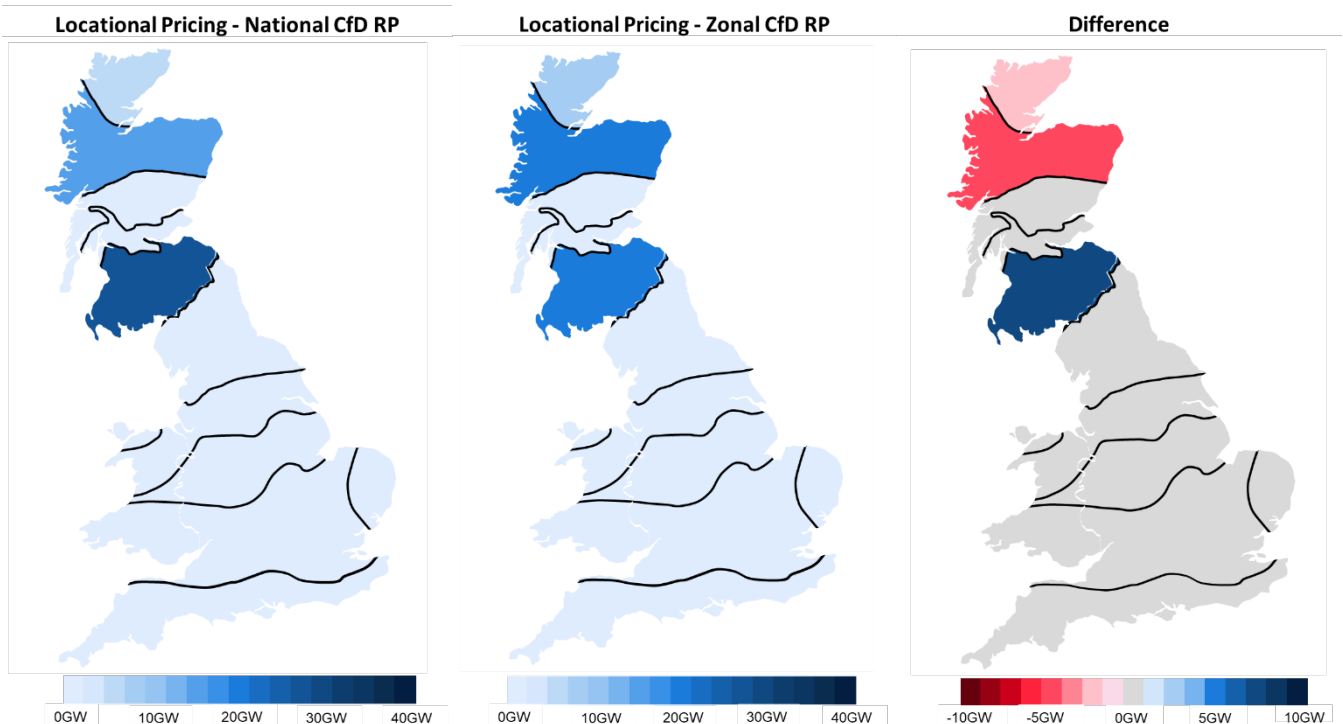 Locational Pricing - National CfD RP
Locational Pricing - Zonal CfD RP
Difference
0GW 10GW 20GW 30GW 40GW
0GW 10GW 20GW 30GW 40GW
-10GW -5GW 0GW 5GW 10GW